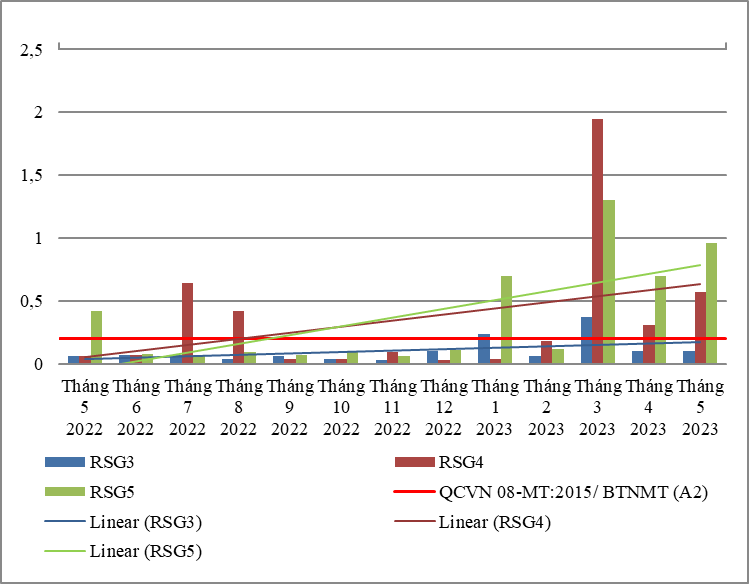 2,5
2
1,5
1
0,5
0
Tháng Tháng Tháng Tháng Tháng Tháng Tháng Tháng Tháng Tháng Tháng Tháng Tháng
5 6 7 8 9 10 11 12 1 2 3 4 5
2022 2022 2022 2022 2022 2022 2022 2022 2023 2023 2023 2023 2023
RSG3 RSG4
RSG5 QCVN 08-MT:2015/ BTNMT (A2)
Linear (RSG3) Linear (RSG4)
Linear (RSG5)